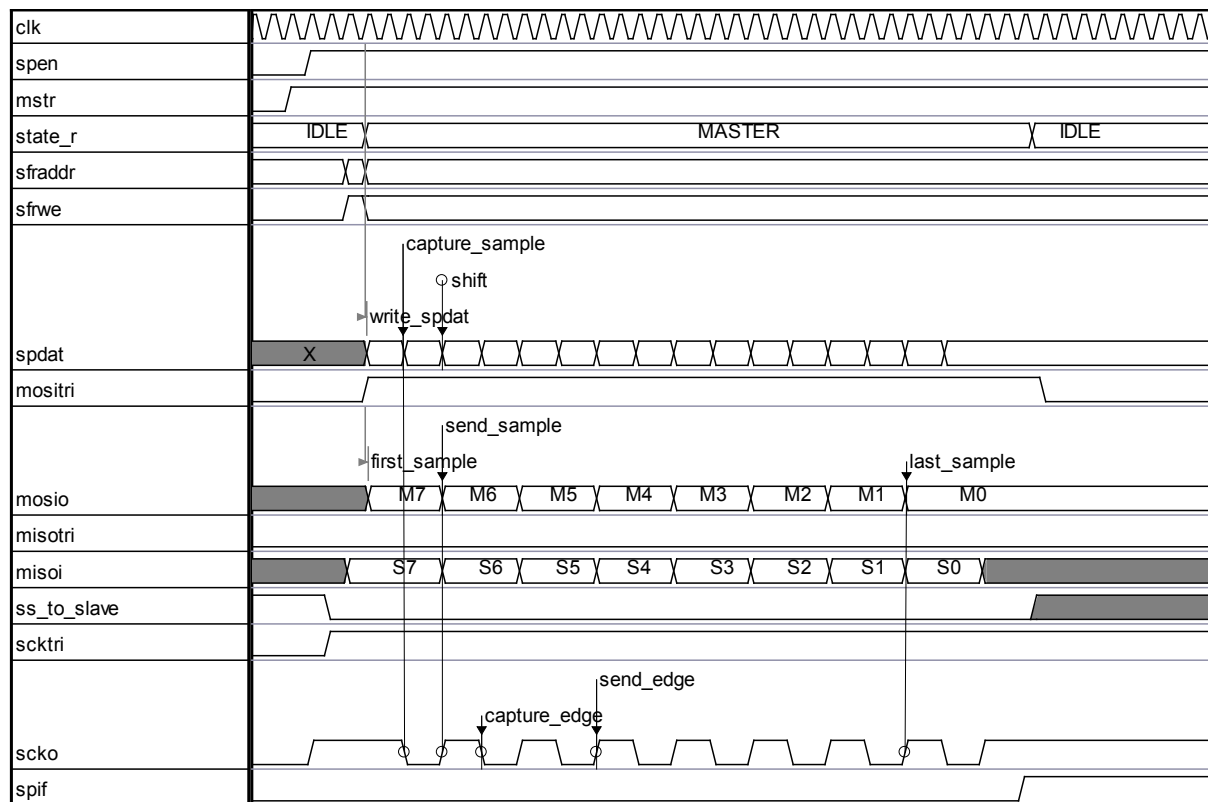 clk
spen
mstr
state_r IDLE MASTER IDLE
sfraddr
sfrwe
capture_sample
shift
write_spdat
spdat X
mositri
send_sample
first_sample last_sample
mosio M7 M6 M5 M4 M3 M2 M1 M0
misotri
misoi S7 S6 S5 S4 S3 S2 S1 S0
ss_to_slave
scktri
send_edge
capture_edge
scko
spif